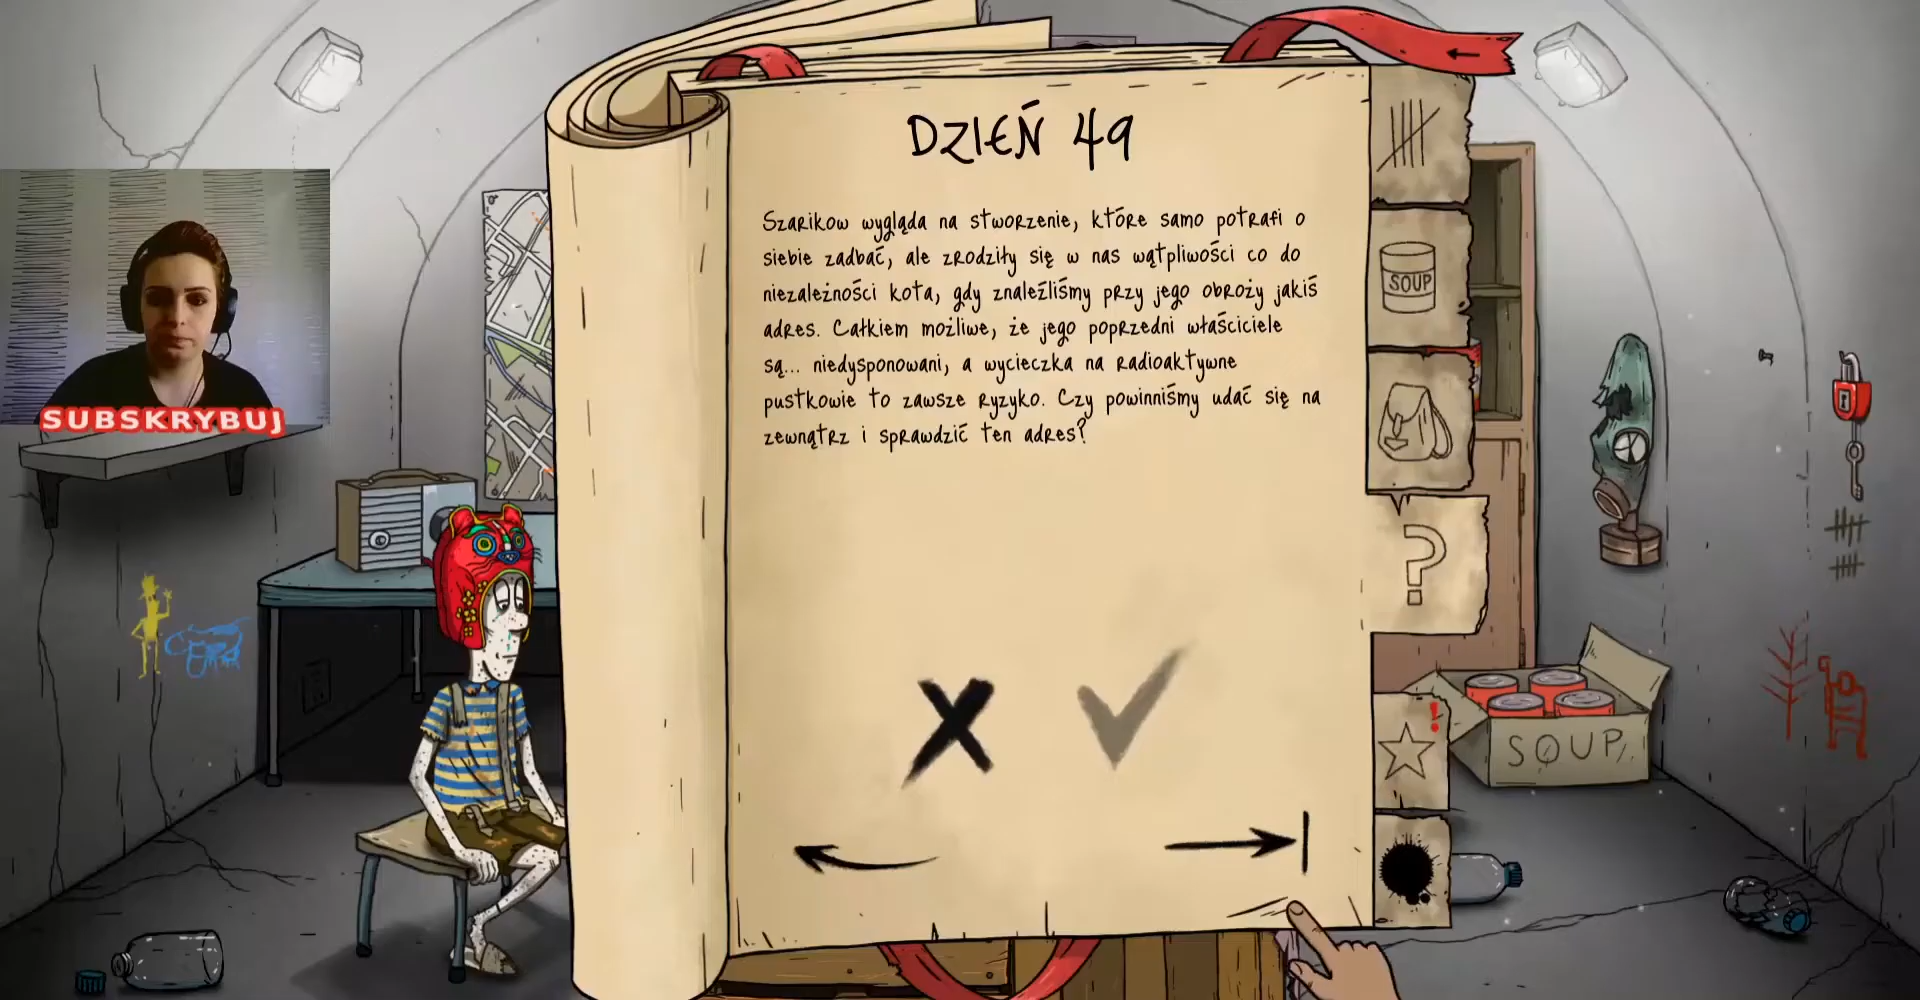 DZIEŃ 49
Szarikow wygląda na stworzenie, które samo potrafi o
siebie zadbać, ale zrodziły się w nas wątpliwości co do
niezależności kota, gdy znaleźliśmy przy jego obroży jakiś
adres. Całkiem możliwe, że jego poprzedni właściciele
są... niedysponowani, a wycieczka na radioaktywne
pustkowie to zawsze ryzyko. Czy powinniśmy udać się na
zewnątrz i sprawdzić ten adres?
SOUP
?
!
SUBSKRYBUJ
SOUP